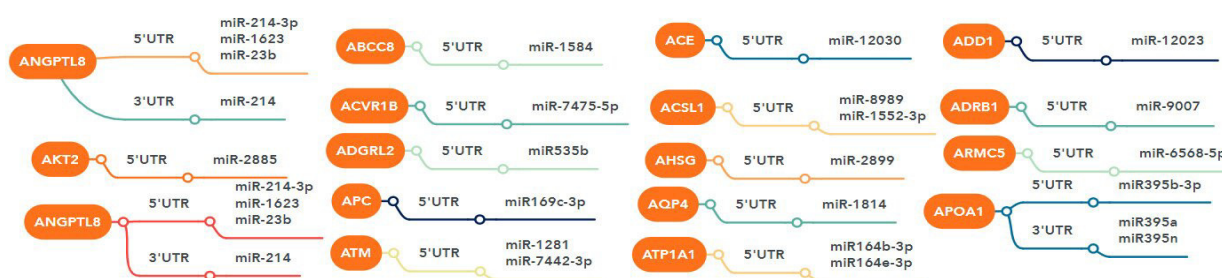 ANGPTL8
5'UTR
miR-214-3p
miR-1623
miR-23b
3'UTR
miR-214
AKT2
5'UTR
miR-2885
ANGPTL8
5'UTR
miR-214-3p
miR-1623
miR-23b
3'UTR
miR-214
ABCC8
5'UTR
miR-1584
ACVR1B
5'UTR
miR-7475-5p
ADGRL2
5'UTR
miR535b
APC
5'UTR
miR169c-3p
ATM
5'UTR
miR-1281
miR-7442-3p
ACE
5'UTR
miR-12030
ACSL1
5'UTR
miR-8989
miR-1552-3p
AHSG
5'UTR
miR-2899
AQP4
5'UTR
miR-1814
ATP1A1
5'UTR
miR164b-3p
miR164e-3p
ADD1
5'UTR
miR-12023
ADRB1
5'UTR
miR-9007
ARMC5
5'UTR
miR-6568-5p
APOA1
5'UTR
miR395b-3p
3'UTR
miR395a
miR395n